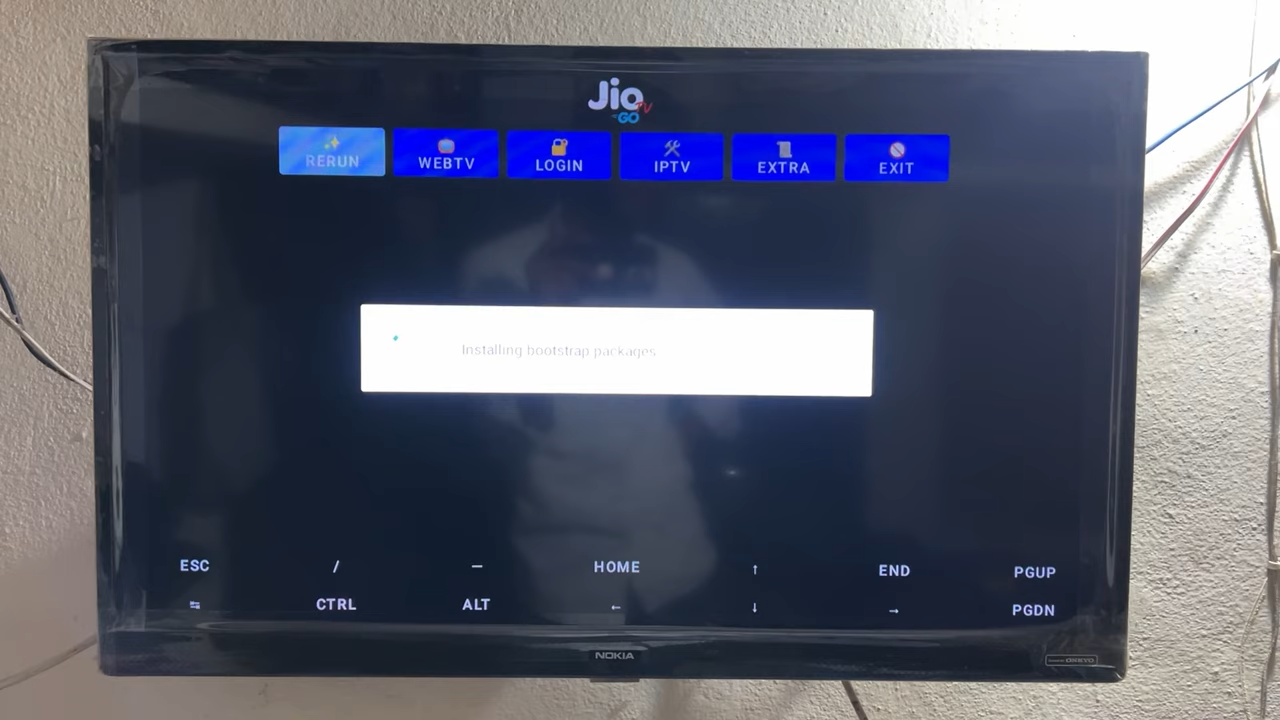 Jio
TV
GO
RERUN WEBTV LOGIN IPTV EXTRA EXIT
Installing bootstrap packages
ESC / — HOME ↑ END PGUP
⇆ CTRL ALT ← ↓ → PGDN
NOKIA
ONKYO